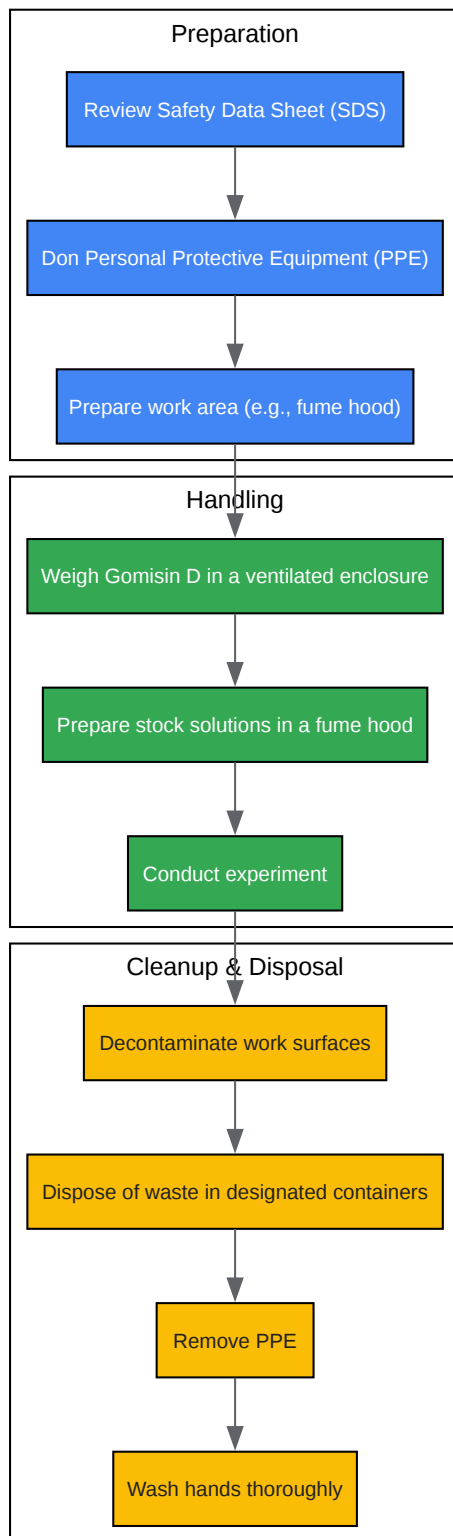 Preparation
Review Safety Data Sheet (SDS)
Don Personal Protective Equipment (PPE)
Prepare work area (e.g., fume hood)
Handling
Weigh Gomisin D in a ventilated enclosure
Prepare stock solutions in a fume hood
Conduct experiment
Cleanup & Disposal
Decontaminate work surfaces
Dispose of waste in designated containers
Remove PPE
Wash hands thoroughly